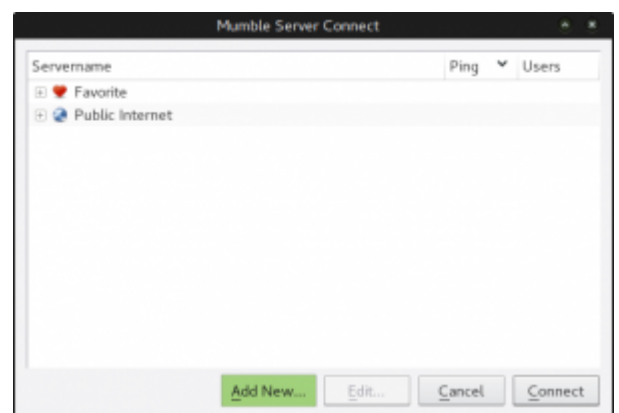 Mumble Server Connect
Servername Ping Users
Favorite
Public Internet
Add New... Edit... Cancel Connect